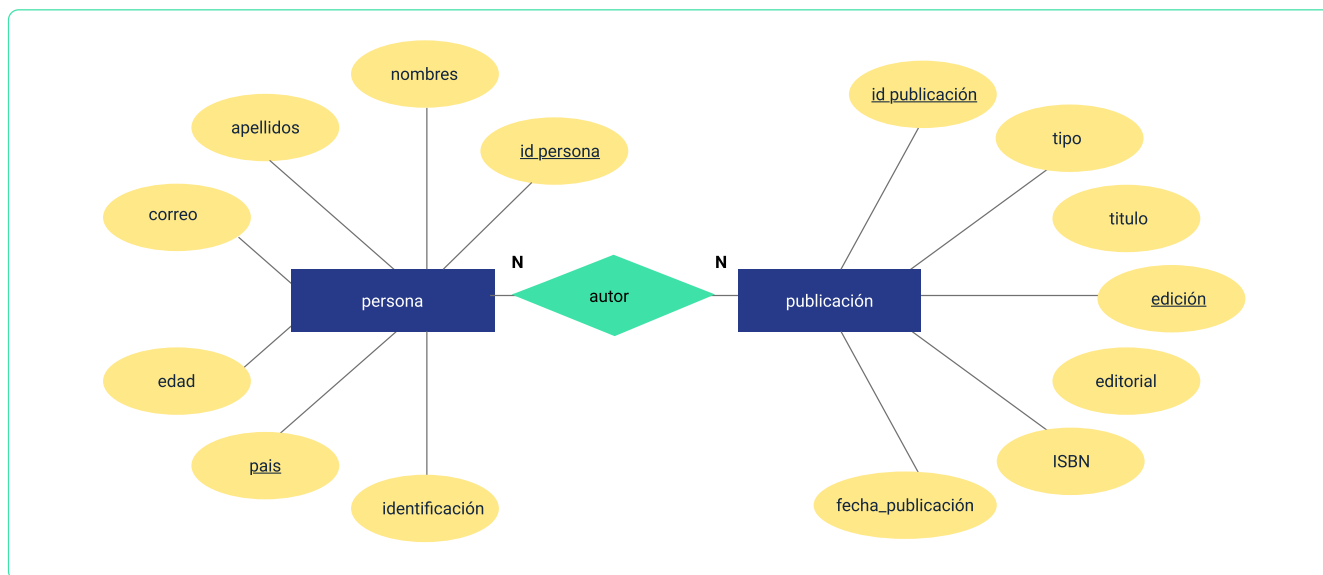 nombres
apellidos
id persona
correo
N
persona
edad
pais
identificación
autor
N
id publicación
tipo
titulo
publicación
edición
editorial
ISBN
fecha_publicación